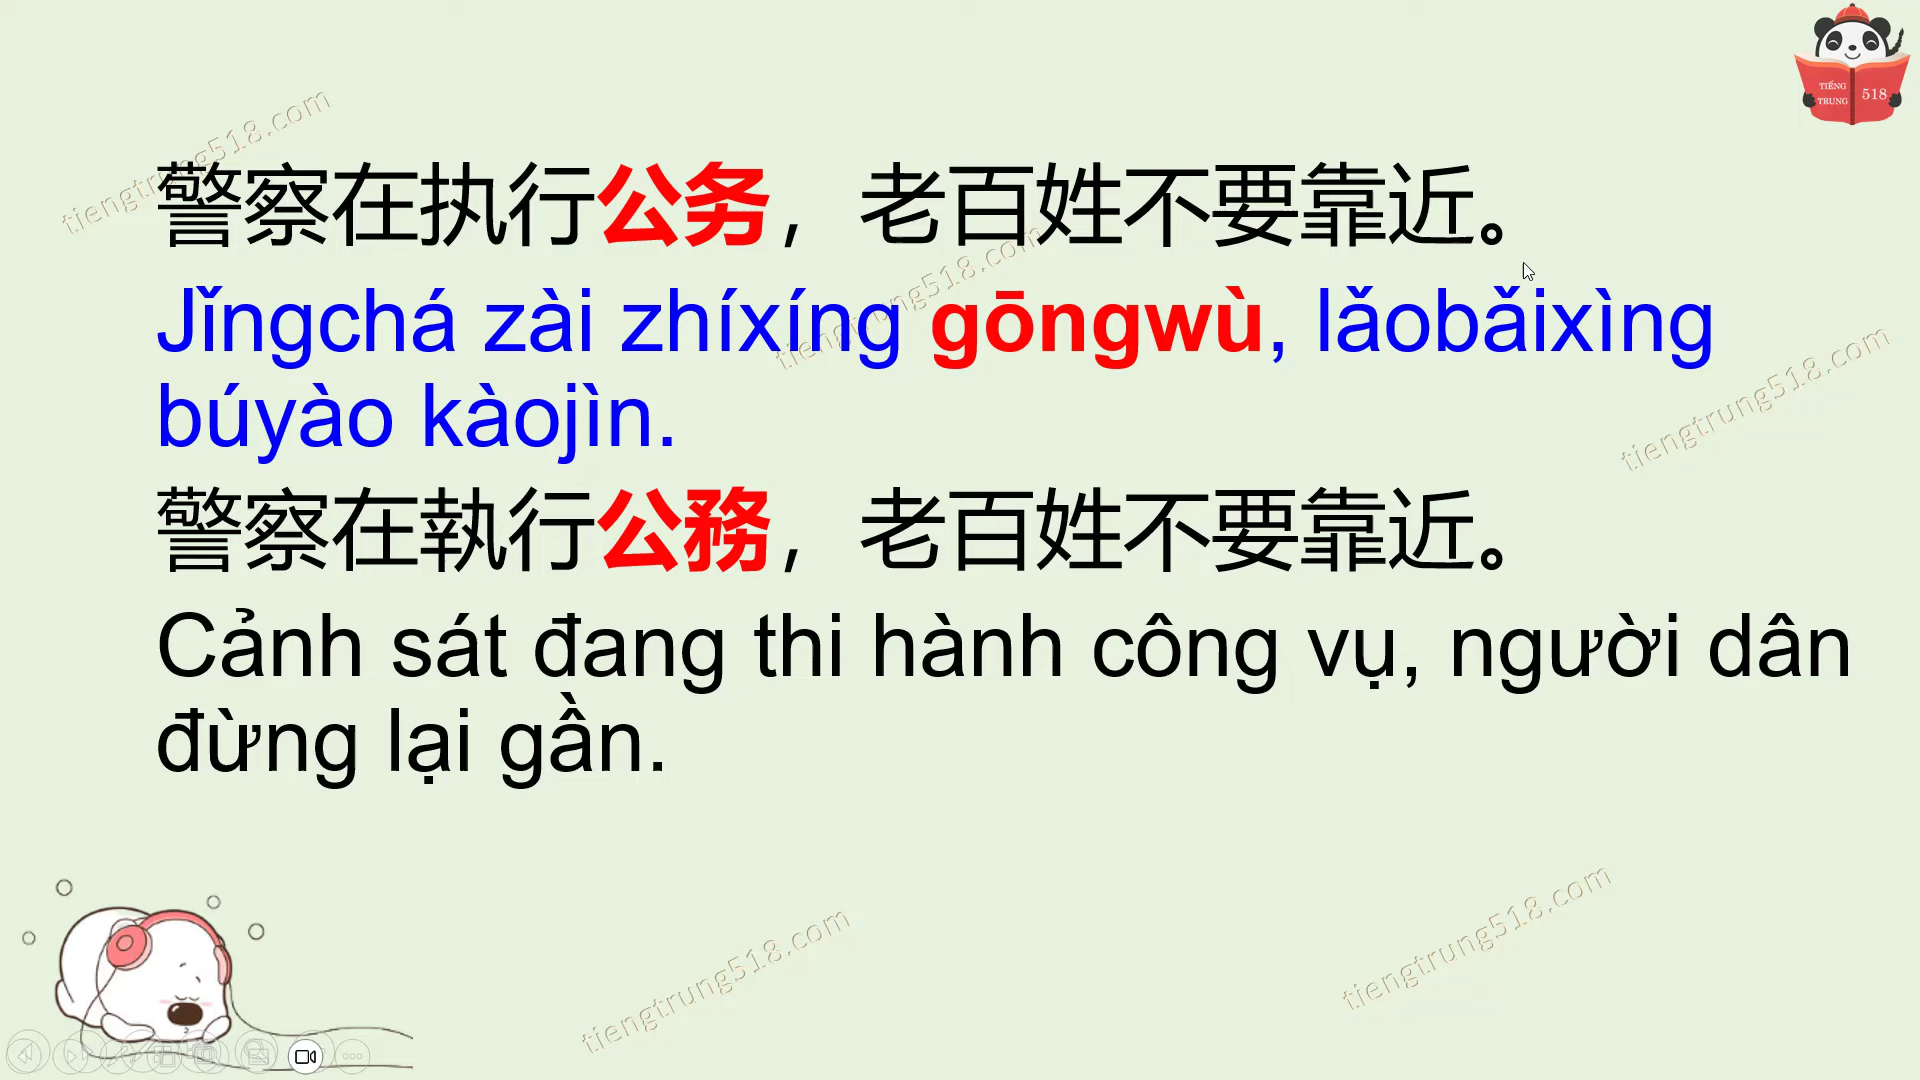 TIẾNG TRUNG 518
tiengtrung518.com
警察在执行公务，老百姓不要靠近。
tiengtrung518.com
Jǐngchá zài zhíxíng gōngwù, lǎobǎixìng
búyào kàojìn.
tiengtrung518.com
警察在執行公務，老百姓不要靠近。
Cảnh sát đang thi hành công vụ, người dân
đừng lại gần.
tiengtrung518.com
tiengtrung518.com